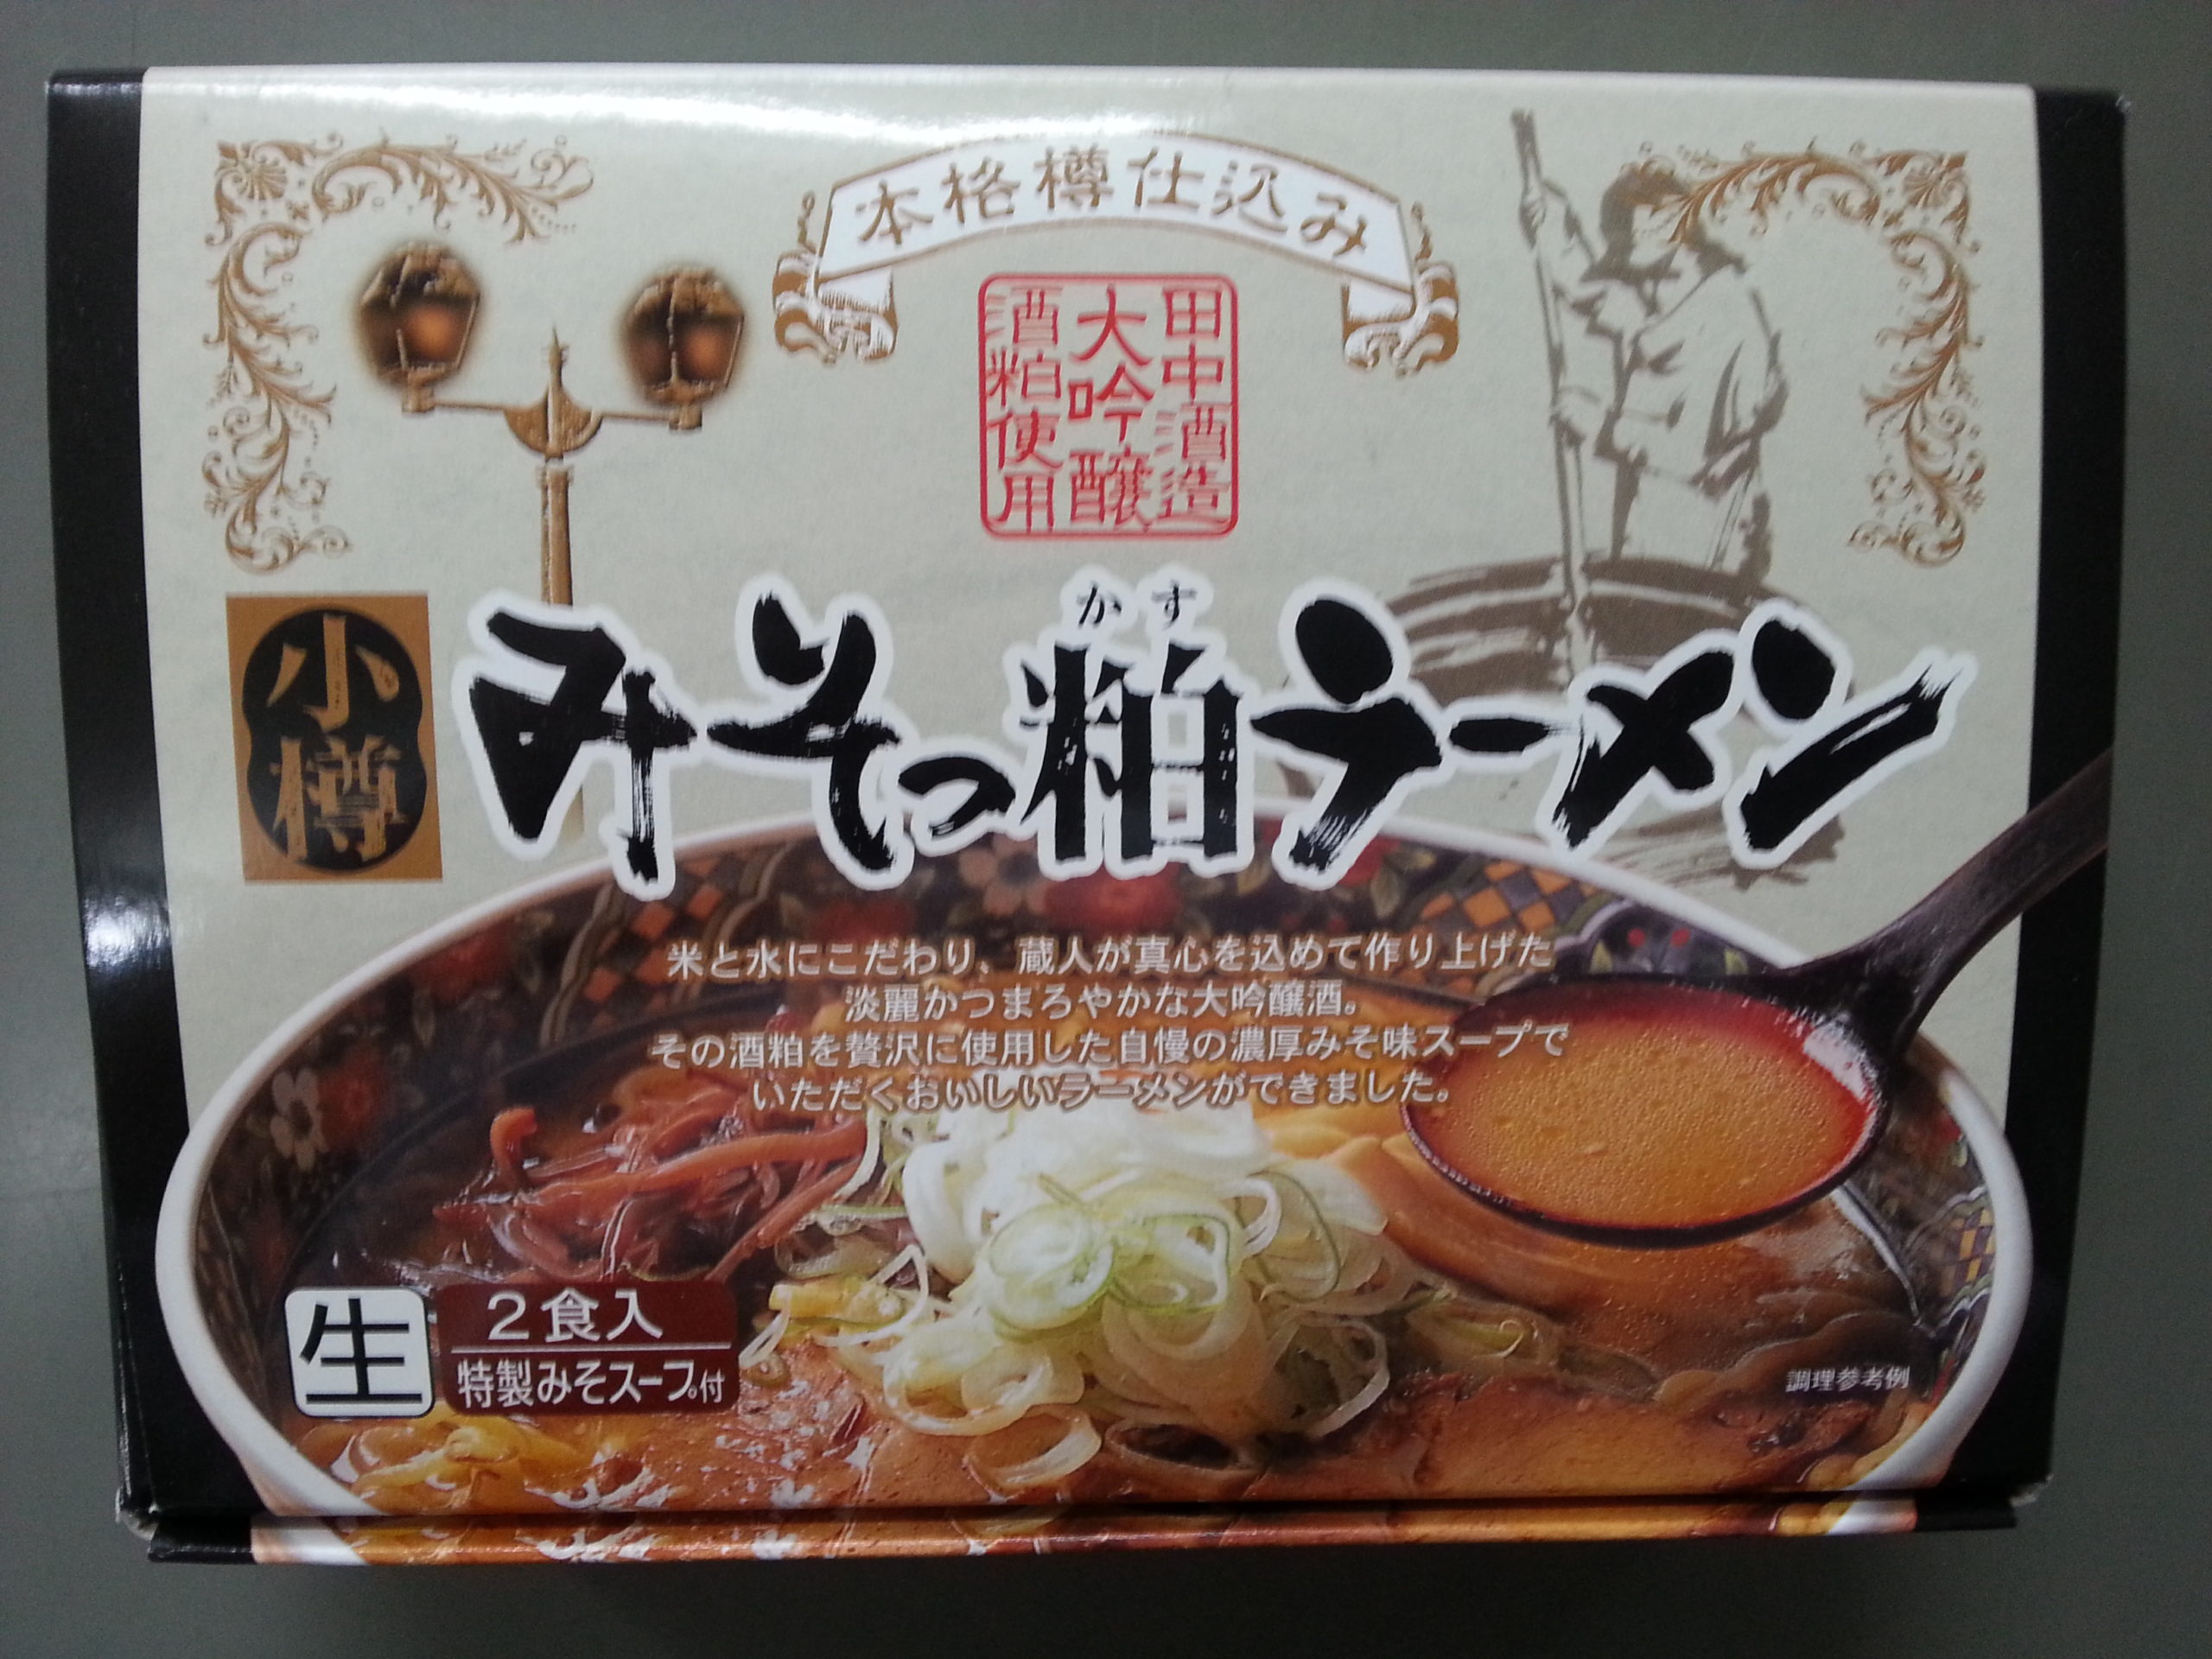 本格樽仕込み
田中酒造
大吟醸
酒粕使用
小樽
かす
みそっ粕ラーメン
米と水にこだわり、蔵人が真心を込めて作り上げた
淡麗かつまろやかな大吟醸酒。
その酒粕を贅沢に使用した自慢の濃厚みそ味スープで
いただくおいしいラーメンができました。
生
2食入
特製みそスープ付
調理参考例